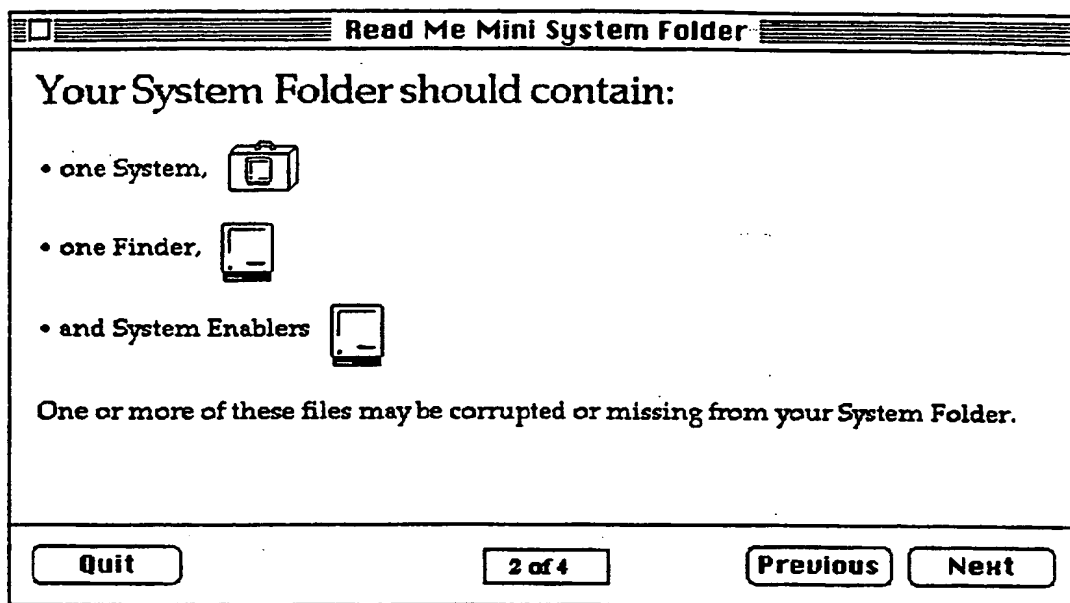 Read Me Mini System Folder
Your System Folder should contain:
• one System,
• one Finder,
• and System Enablers
One or more of these files may be corrupted or missing from your System Folder.
Quit
2 of 4
Previous
Next